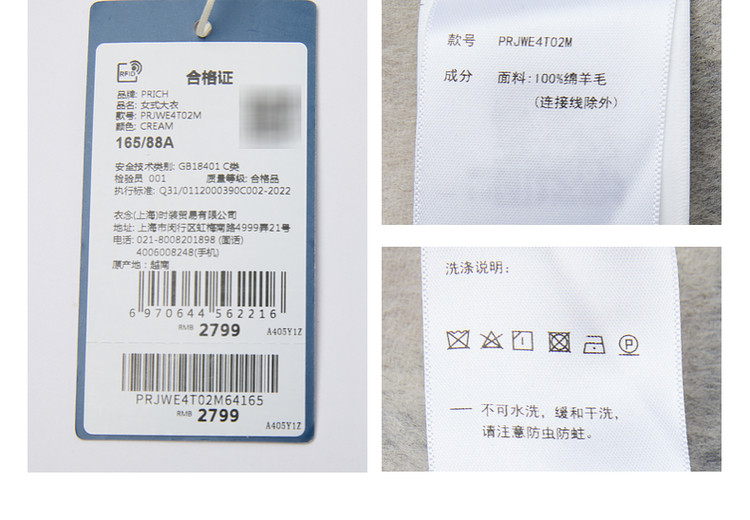 RFID
合格证
品牌: PRICH
品名: 女式大衣
款号: PRJWE4T02M
颜色: CREAM
165/88A
安全技术类别: GB18401 C类
检验员 001 质量等级: 合格品
执行标准: Q31/0112000390C002-2022
衣念(上海)时装贸易有限公司
地址: 上海市闵行区虹梅南路4999弄21号
电话: 021-8008201898 (固话)
4006008248(手机)
原产地: 越南
6 970644 562216
RMB 2799 A405Y1Z
PRJWE4T02M64165
RMB 2799
A405Y1Z
款号 PRJWE4T02M
成分 面料:100%绵羊毛
(连接线除外)
洗涤说明:
P
— 不可水洗, 缓和干洗,
请注意防虫防蛀。